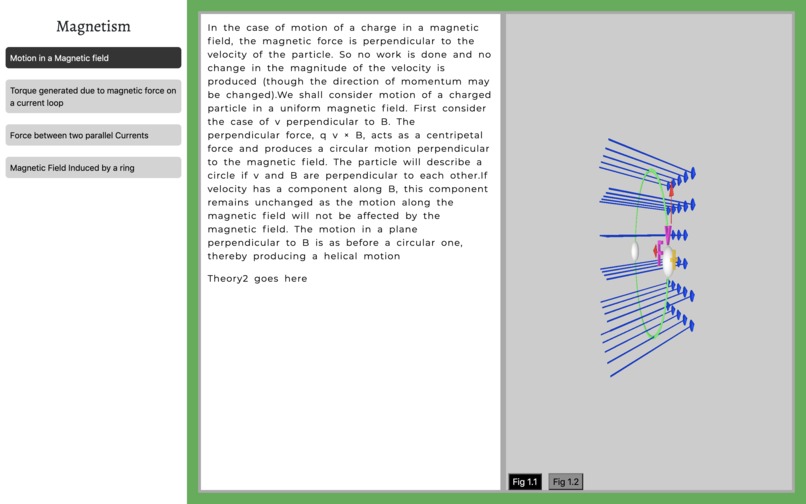 Magnetism
Motion in a Magnetic field
Torque generated due to magnetic force on
a current loop
Force between two parallel Currents
Magnetic Field Induced by a ring
In the case of motion of a charge in a magnetic
field, the magnetic force is perpendicular to the
velocity of the particle. So no work is done and no
change in the magnitude of the velocity is
produced (though the direction of momentum may
be changed).We shall consider motion of a charged
particle in a uniform magnetic field. First consider
the case of v perpendicular to B. The
perpendicular force, q v × B, acts as a centripetal
force and produces a circular motion perpendicular
to the magnetic field. The particle will describe a
circle if v and B are perpendicular to each other.If
velocity has a component along B, this component
remains unchanged as the motion along the
magnetic field will not be affected by the
magnetic field. The motion in a plane
perpendicular to B is as before a circular one,
thereby producing a helical motion
Theory2 goes here
Fig 1.1
Fig 1.2